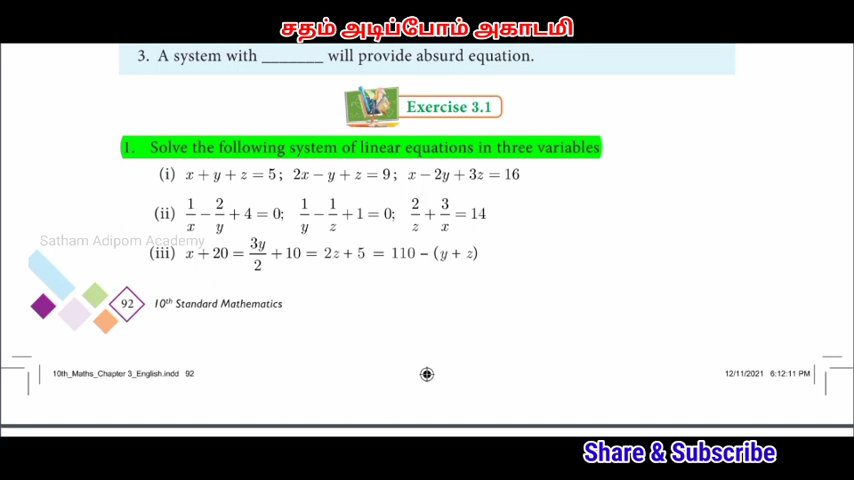 சதம் அடிப்போம் அகாடமி
3. A system with _______ will provide absurd equation.
Exercise 3.1
1. Solve the following system of linear equations in three variables
(i) x + y + z = 5 ; 2x − y + z = 9 ; x − 2y + 3z = 16
(ii) 1/x − 2/y + 4 = 0; 1/y − 1/z + 1 = 0; 2/z + 3/x = 14
Satham Adipom Academy
(iii) x + 20 = 3y/2 + 10 = 2z + 5 = 110 − (y + z)
92 10th Standard Mathematics
10th_Maths_Chapter 3_English.indd 92 12/11/2021 6:12:11 PM
Share & Subscribe